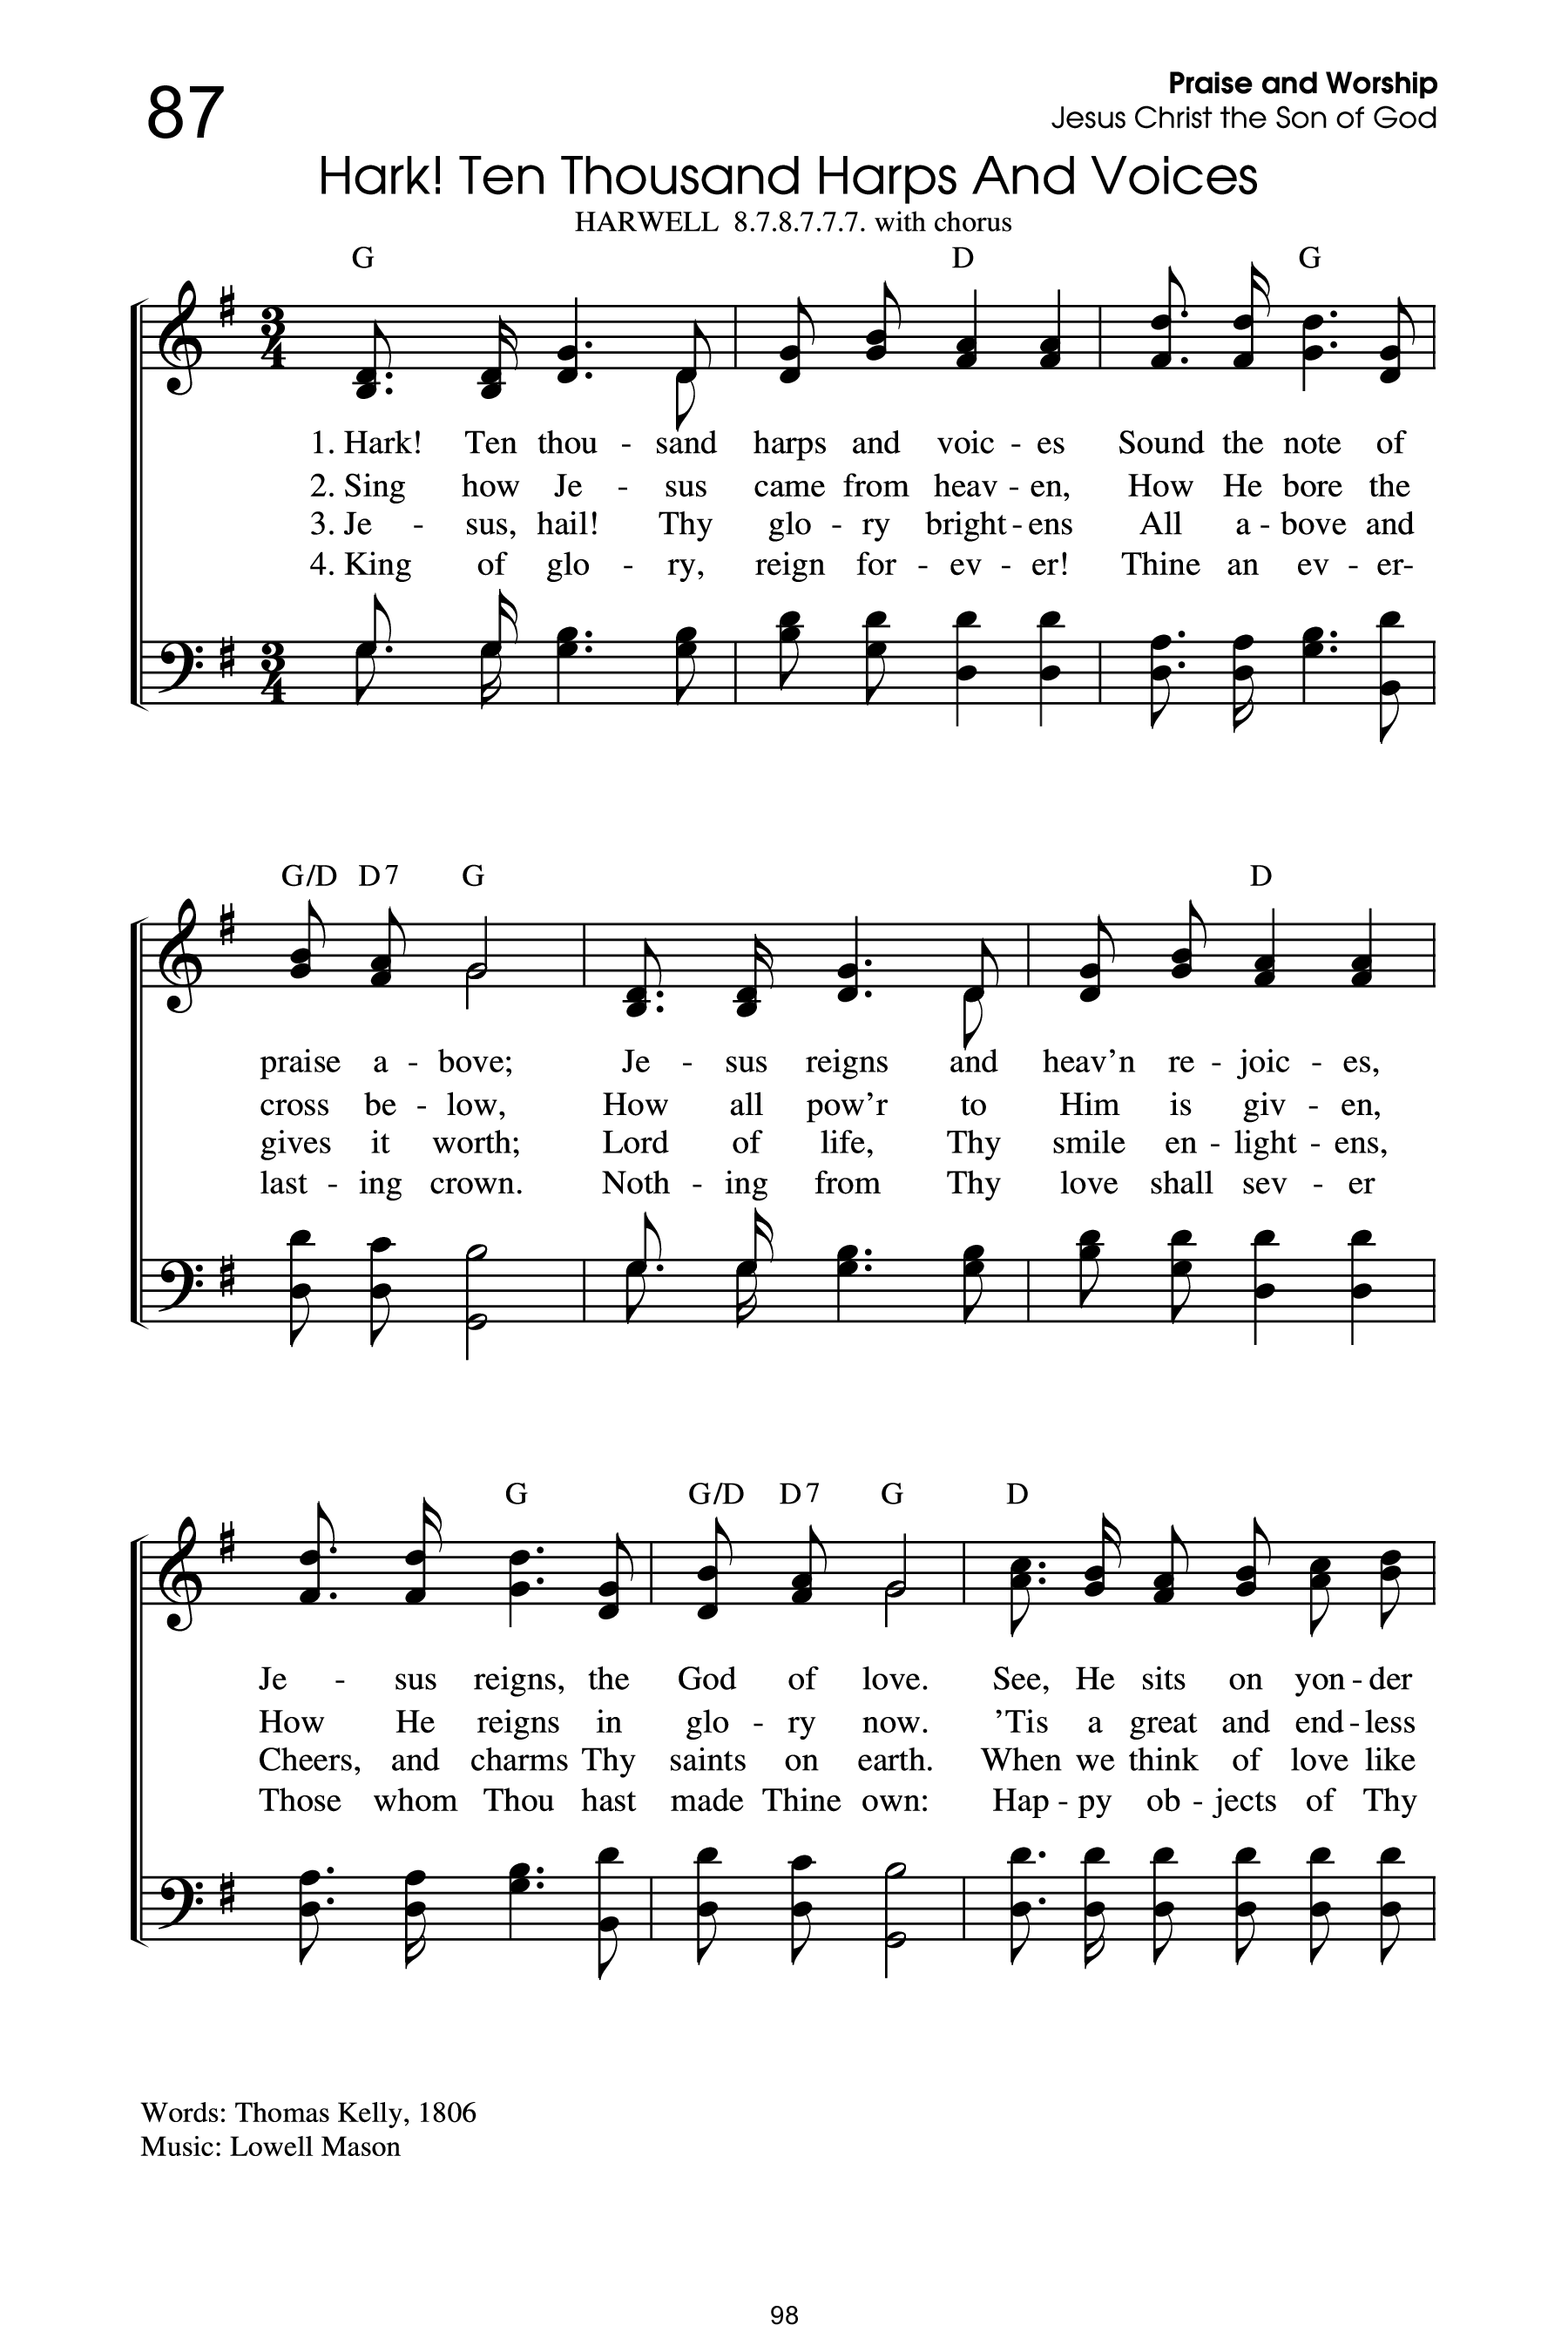 87
Praise and Worship
Jesus Christ the Son of God
Hark! Ten Thousand Harps And Voices
HARWELL 8.7.8.7.7.7. with chorus
G D G
3 4
1. Hark! Ten thou - sand harps and voic - es Sound the note of
2. Sing how Je - sus came from heav - en, How He bore the
3. Je - sus, hail! Thy glo - ry bright - ens All a - bove and
4. King of glo - ry, reign for - ev - er! Thine an ev - er-
3 4
G/D D7 G D
praise a - bove; Je - sus reigns and heav’n re - joic - es,
cross be - low, How all pow’r to Him is giv - en,
gives it worth; Lord of life, Thy smile en - light - ens,
last - ing crown. Noth - ing from Thy love shall sev - er
G G/D D7 G D
Je - sus reigns, the God of love. See, He sits on yon - der
How He reigns in glo - ry now. ’Tis a great and end - less
Cheers, and charms Thy saints on earth. When we think of love like
Those whom Thou hast made Thine own: Hap - py ob - jects of Thy
Words: Thomas Kelly, 1806
Music: Lowell Mason
98